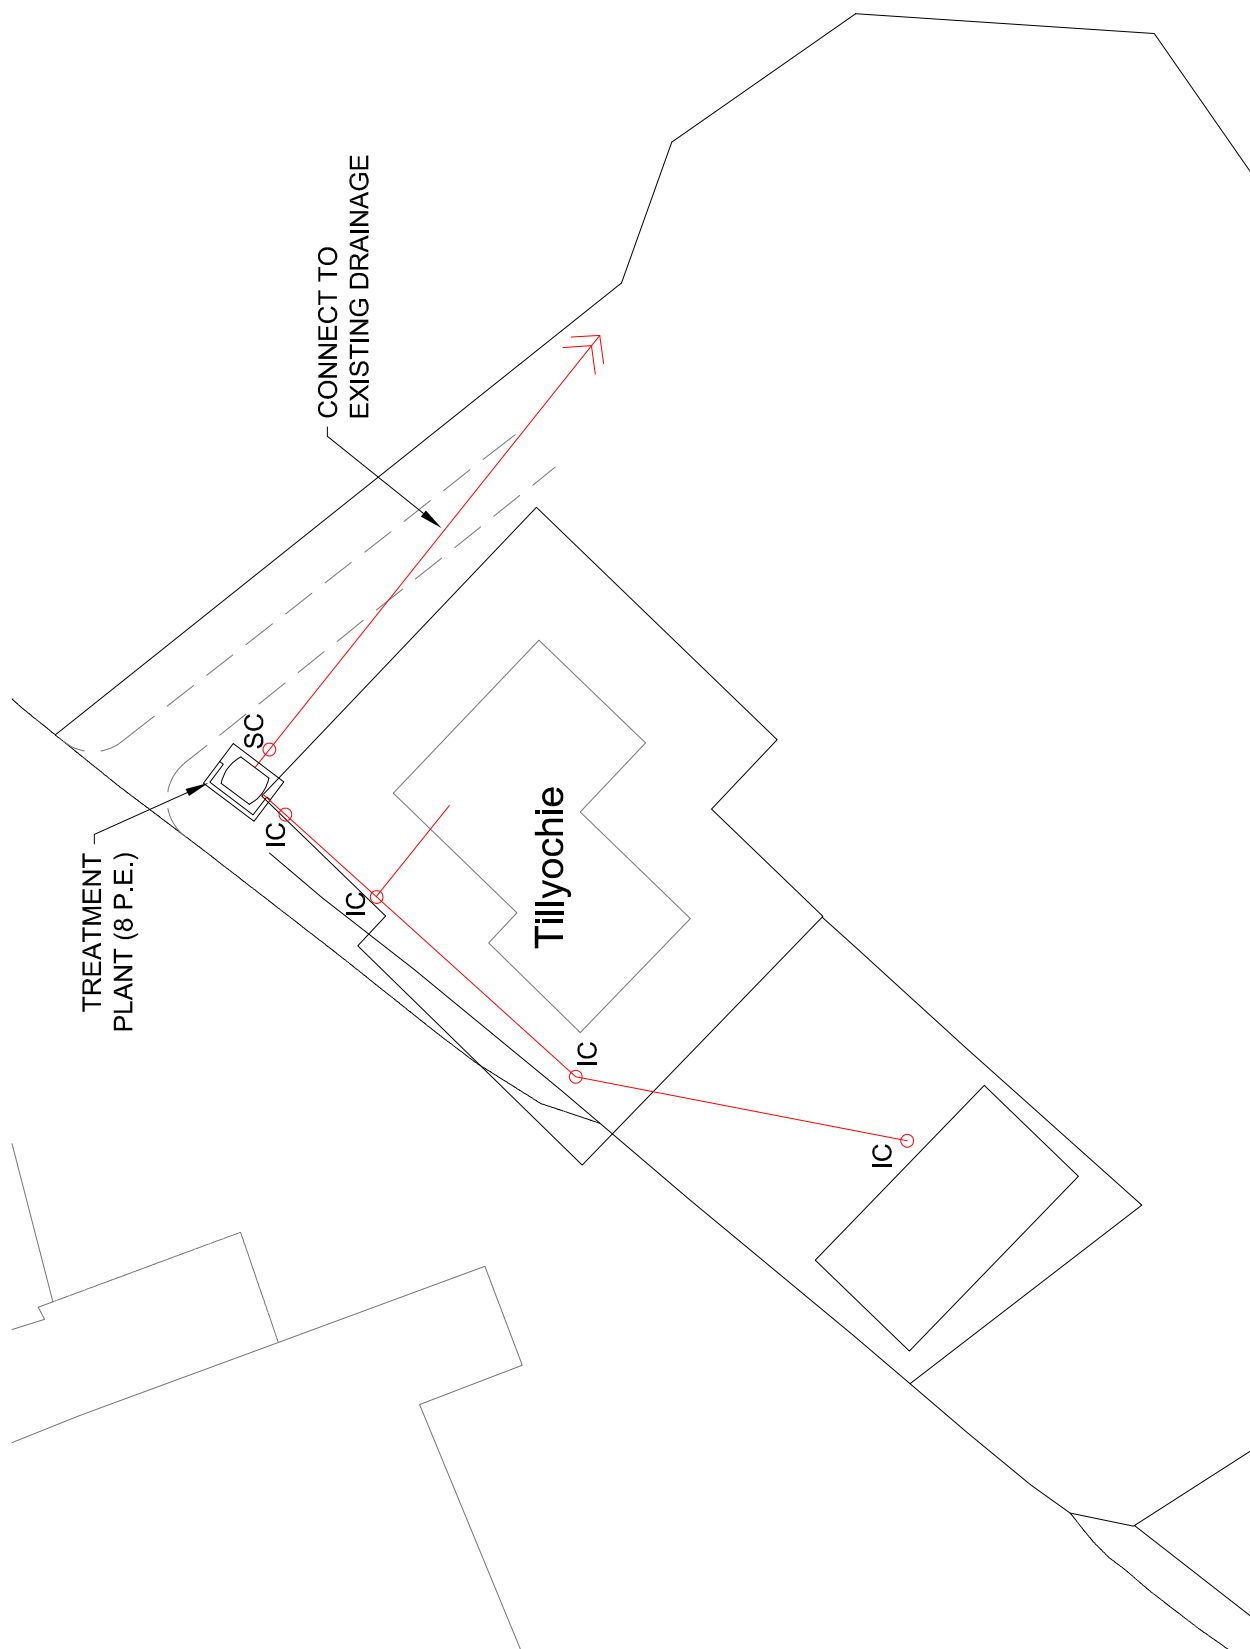 CONNECT TO
EXISTING DRAINAGE
SC
TREATMENT
PLANT (8 P.E.)
IC
IC
Tillyochie
IC
IC